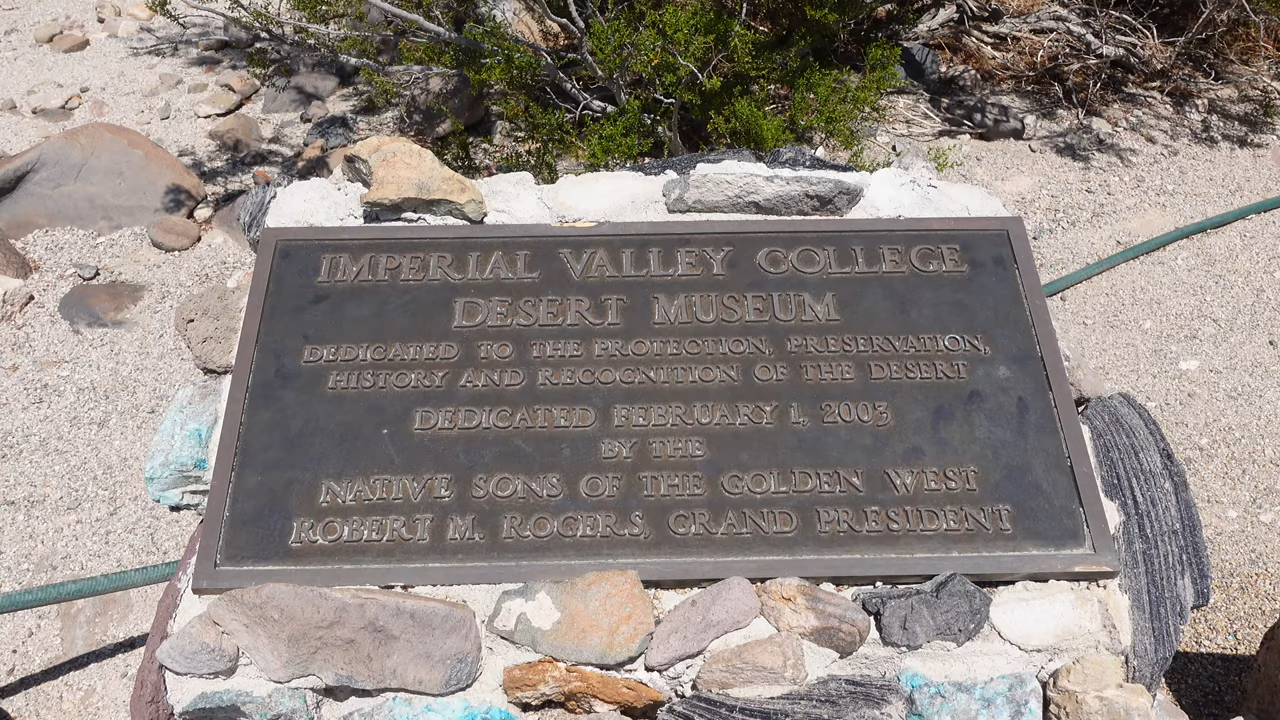 IMPERIAL VALLEY COLLEGE
DESERT MUSEUM
DEDICATED TO THE PROTECTION, PRESERVATION,
HISTORY AND RECOGNITION OF THE DESERT
DEDICATED FEBRUARY 1, 2003
BY THE
NATIVE SONS OF THE GOLDEN WEST
ROBERT M. ROGERS, GRAND PRESIDENT